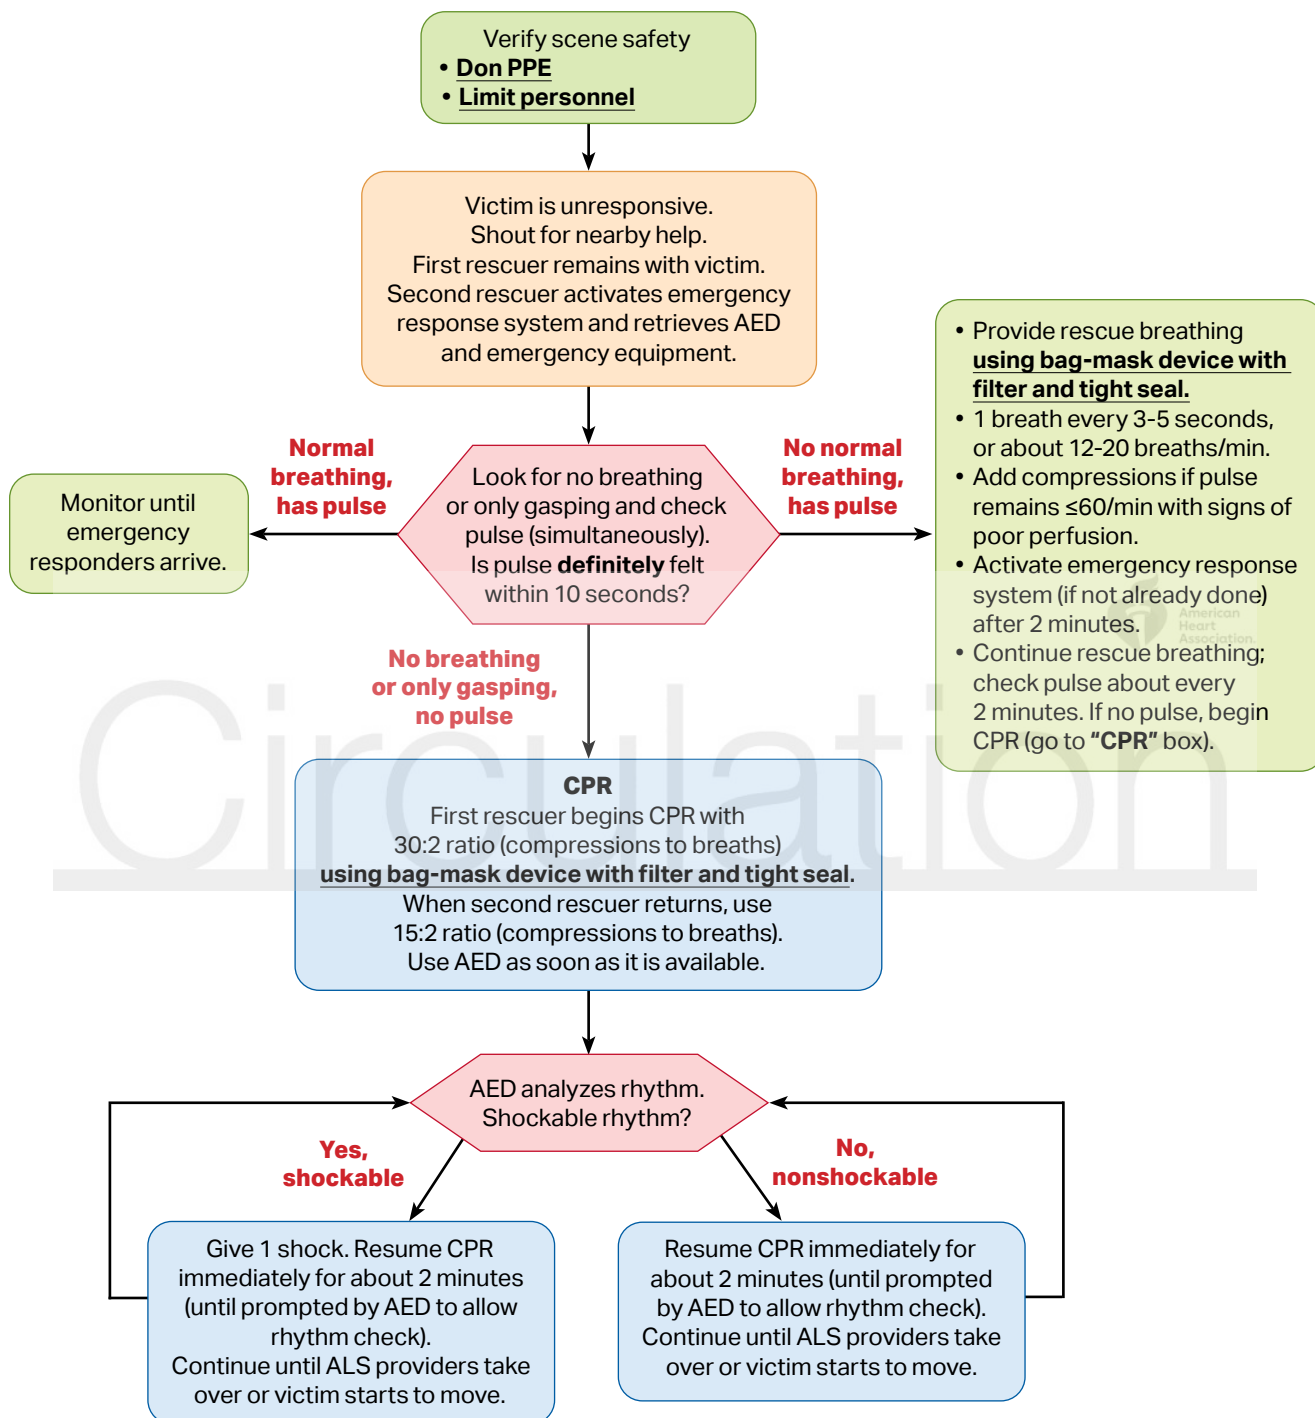 Verify scene safety
• Don PPE
• Limit personnel
Victim is unresponsive.
Shout for nearby help.
First rescuer remains with victim.
Second rescuer activates emergency
response system and retrieves AED
and emergency equipment.
Normal
breathing,
has pulse
Look for no breathing
or only gasping and check
pulse (simultaneously).
Is pulse definitely felt
within 10 seconds?
No normal
breathing,
has pulse
Monitor until
emergency
responders arrive.
• Provide rescue breathing
using bag-mask device with
filter and tight seal.
• 1 breath every 3-5 seconds,
or about 12-20 breaths/min.
• Add compressions if pulse
remains ≤60/min with signs of
poor perfusion.
• Activate emergency response
system (if not already done)
after 2 minutes.
• Continue rescue breathing;
check pulse about every
2 minutes. If no pulse, begin
CPR (go to “CPR” box).
American
Heart
Association.
No breathing
or only gasping,
no pulse
Circulation
CPR
First rescuer begins CPR with
30:2 ratio (compressions to breaths)
using bag-mask device with filter and tight seal.
When second rescuer returns, use
15:2 ratio (compressions to breaths).
Use AED as soon as it is available.
AED analyzes rhythm.
Shockable rhythm?
Yes,
shockable
No,
nonshockable
Give 1 shock. Resume CPR
immediately for about 2 minutes
(until prompted by AED to allow
rhythm check).
Continue until ALS providers take
over or victim starts to move.
Resume CPR immediately for
about 2 minutes (until prompted
by AED to allow rhythm check).
Continue until ALS providers take
over or victim starts to move.